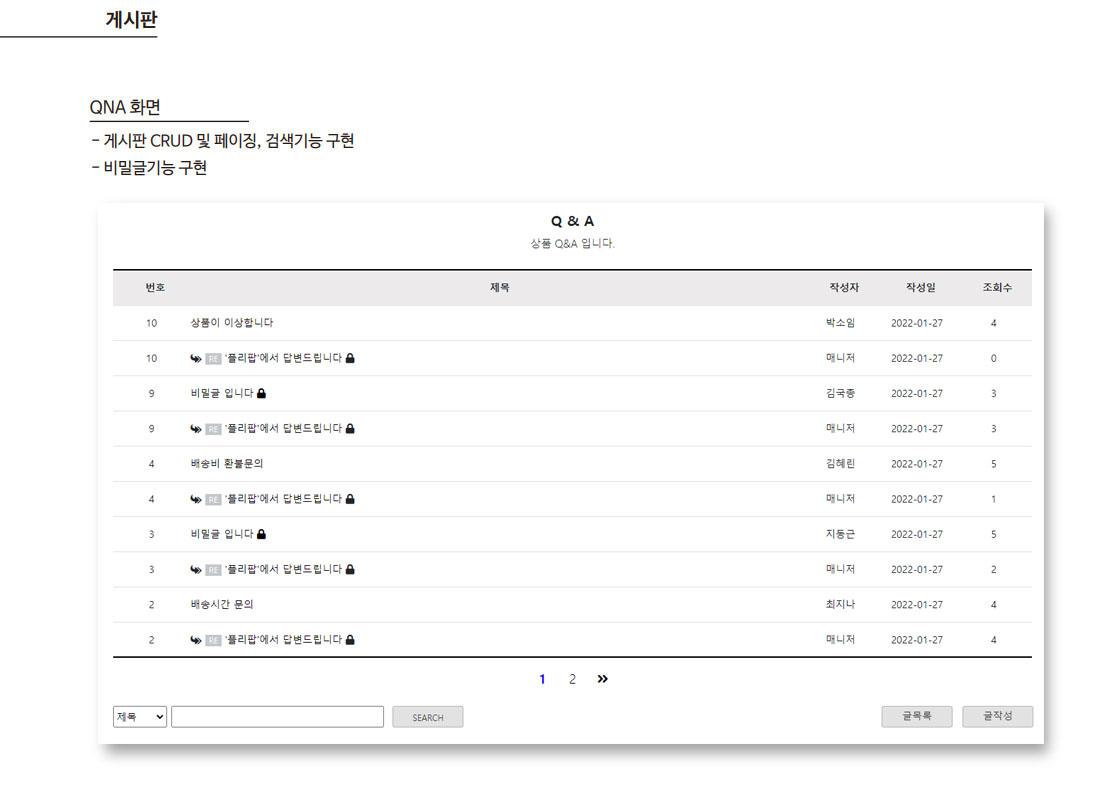 게시판
QNA 화면
- 게시판 CRUD 및 페이징, 검색기능 구현
- 비밀글기능 구현
Q & A
상품 Q&A 입니다.
번호 제목 작성자 작성일 조회수
10 상품이 이상합니다 박소임 2022-01-27 4
10 RE '플리팝'에서 답변드립니다 매니저 2022-01-27 0
9 비밀글 입니다 김국종 2022-01-27 3
9 RE '플리팝'에서 답변드립니다 매니저 2022-01-27 3
4 배송비 환불문의 김혜린 2022-01-27 5
4 RE '플리팝'에서 답변드립니다 매니저 2022-01-27 1
3 비밀글 입니다 지동근 2022-01-27 5
3 RE '플리팝'에서 답변드립니다 매니저 2022-01-27 2
2 배송시간 문의 최지나 2022-01-27 4
2 RE '플리팝'에서 답변드립니다 매니저 2022-01-27 4
1 2 »
제목 SEARCH 글목록 글작성